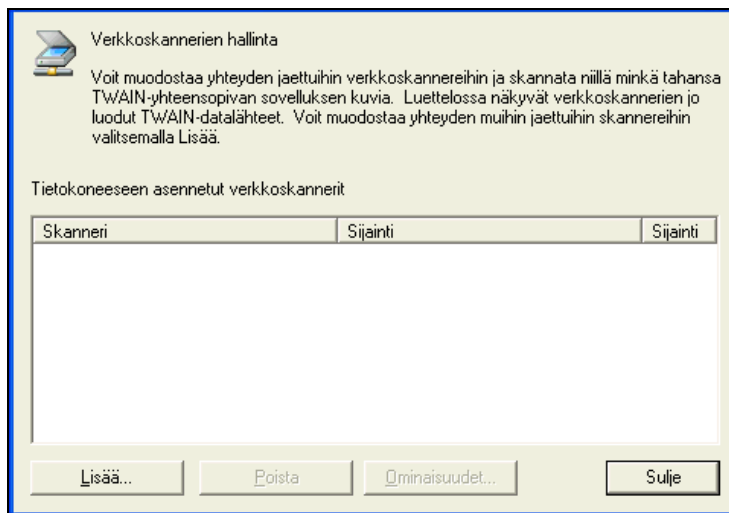 Verkkoskannerien hallinta
Voit muodostaa yhteyden jaettuihin verkkoskannereihin ja skannata niillä minkä tahansa
TWAIN-yhteensopivan sovelluksen kuvia. Luettelossa näkyvät verkkoskannerien jo
luodut TWAIN-datalähteet. Voit muodostaa yhteyden muihin jaettuihin skannereihin
valitsemalla Lisää.
Tietokoneeseen asennetut verkkoskannerit
Skanneri Sijainti Sijainti
Lisää... Poista Ominaisuudet... Sulje